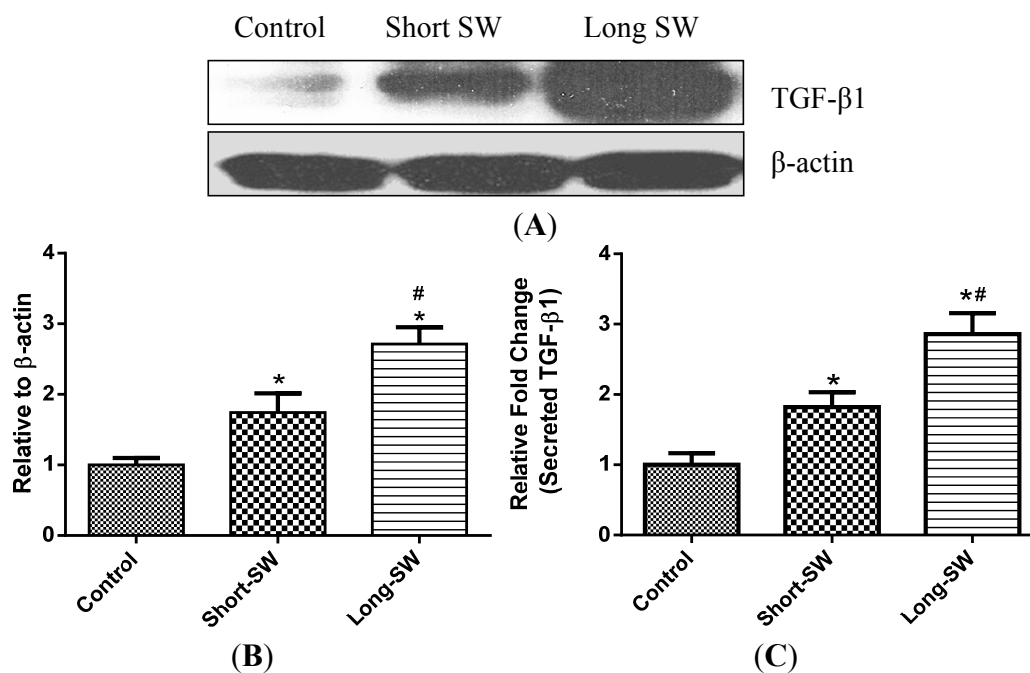 Control Short SW Long SW
TGF-β1
β-actin
(A)
Relative to β-actin
4
3
2
1
0
*
#
*
Control
Short-SW
Long-SW
(B)
Relative Fold Change
(Secreted TGF-β1)
4
3
2
1
0
*
*#
Control
Short-SW
Long-SW
(C)